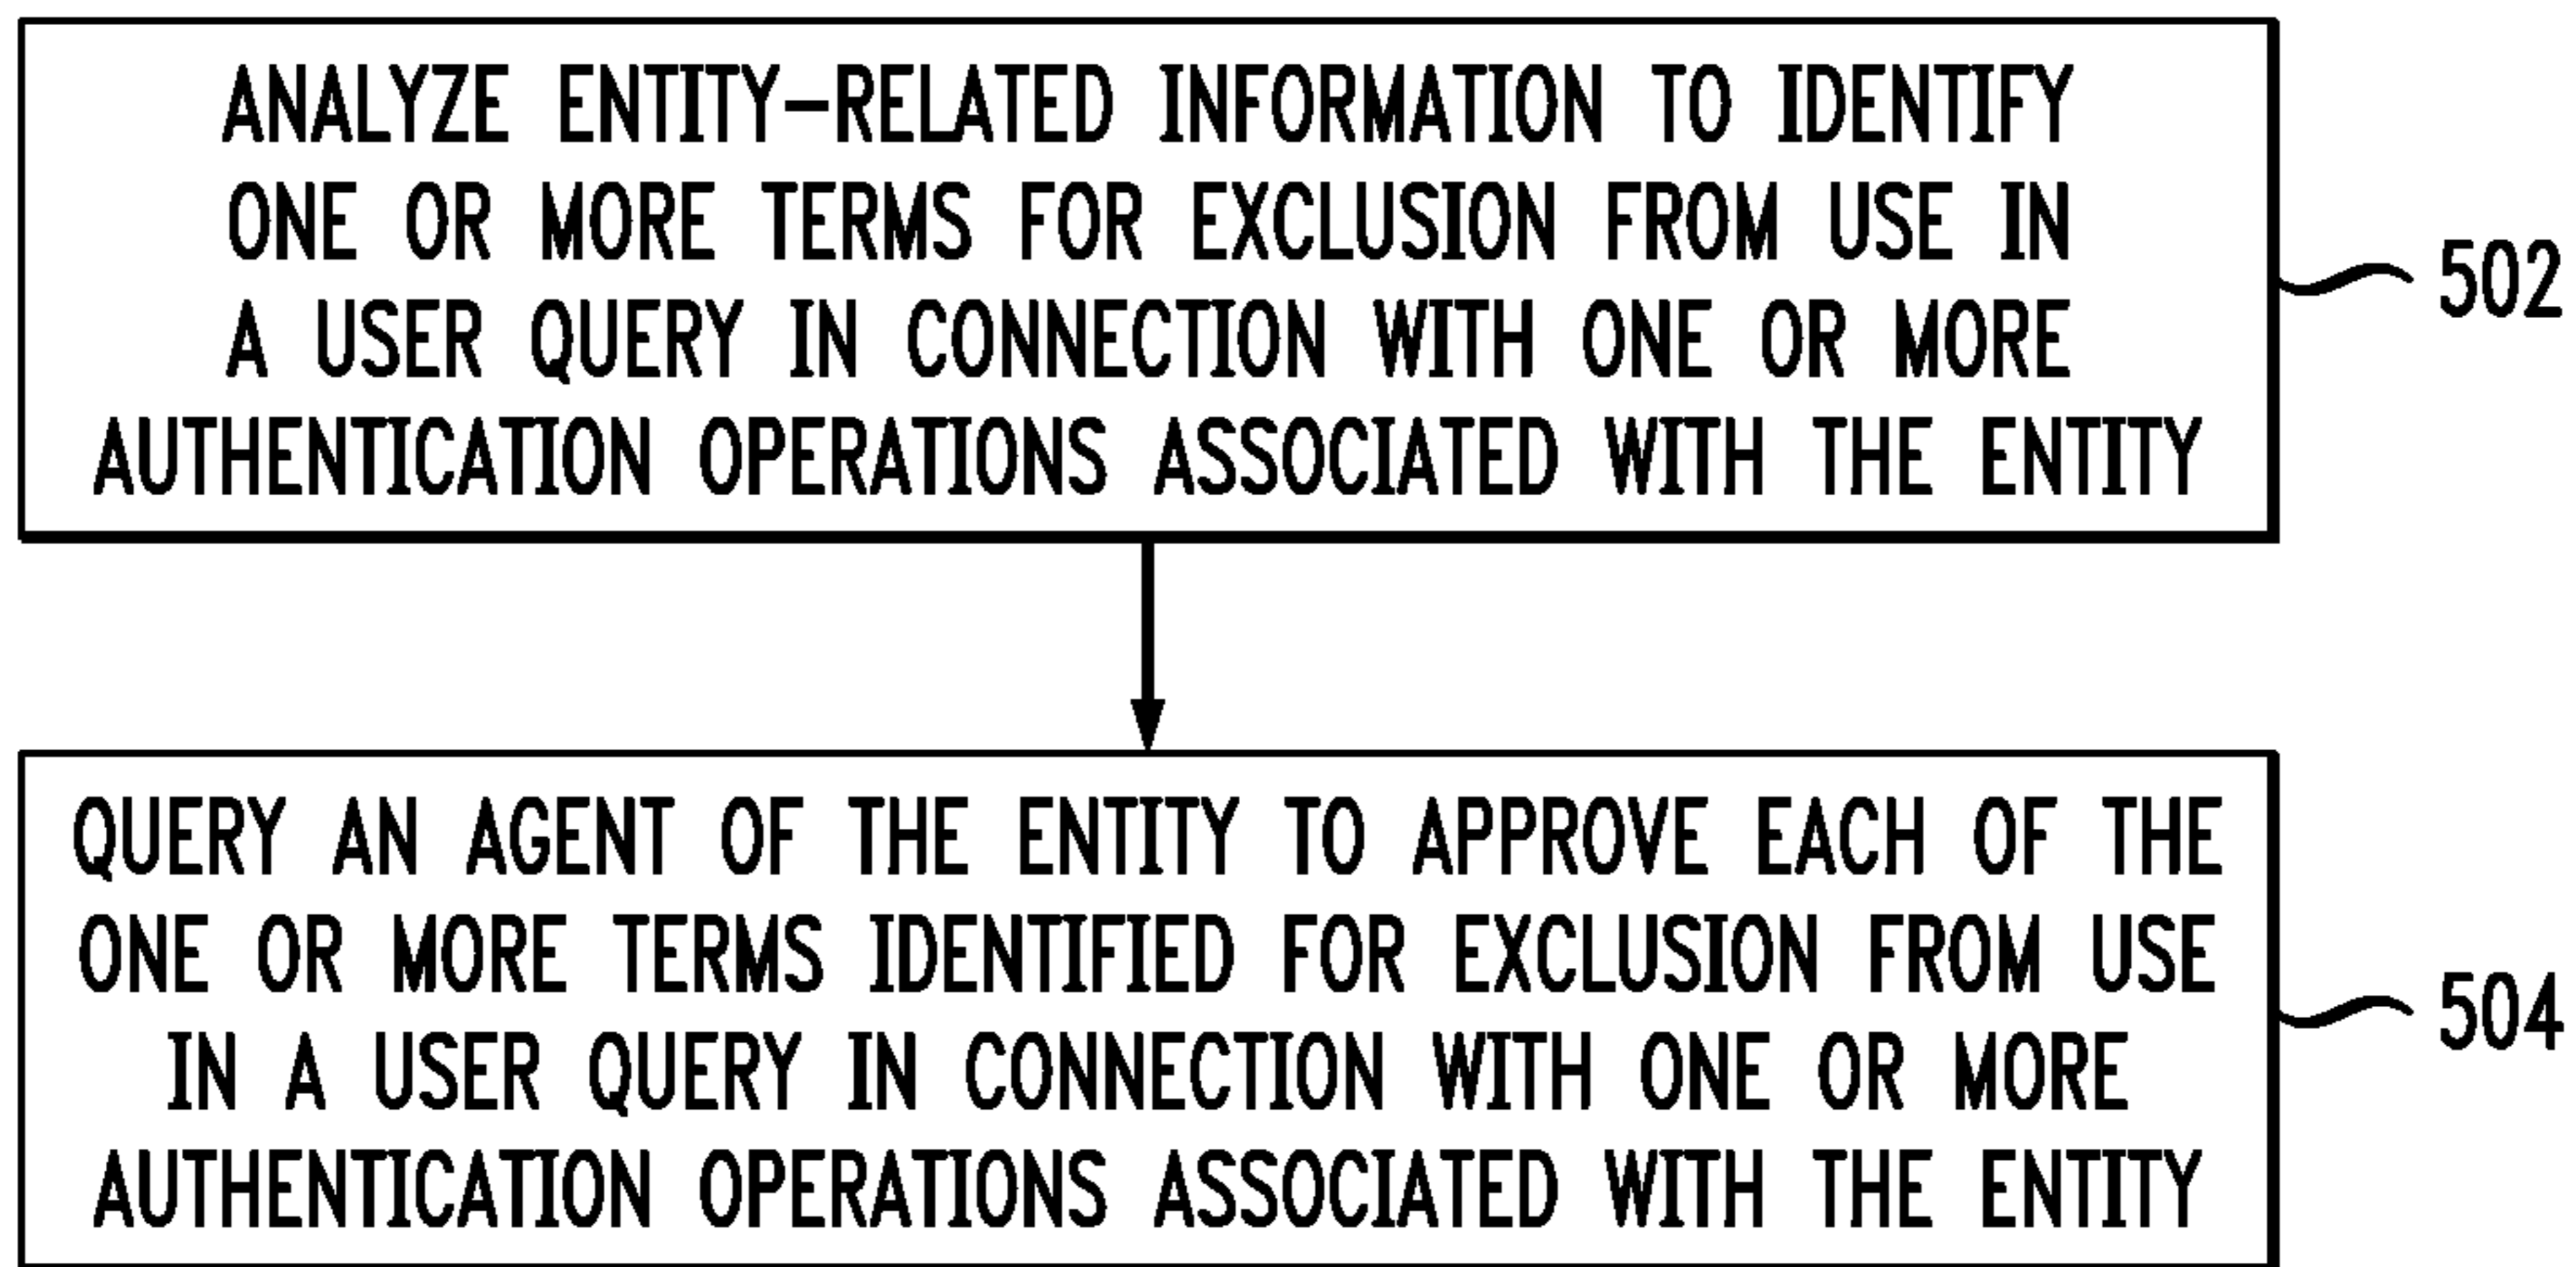 ANALYZE ENTITY-RELATED INFORMATION TO IDENTIFY
ONE OR MORE TERMS FOR EXCLUSION FROM USE IN
A USER QUERY IN CONNECTION WITH ONE OR MORE
AUTHENTICATION OPERATIONS ASSOCIATED WITH THE ENTITY
502
QUERY AN AGENT OF THE ENTITY TO APPROVE EACH OF THE
ONE OR MORE TERMS IDENTIFIED FOR EXCLUSION FROM USE
IN A USER QUERY IN CONNECTION WITH ONE OR MORE
AUTHENTICATION OPERATIONS ASSOCIATED WITH THE ENTITY
504